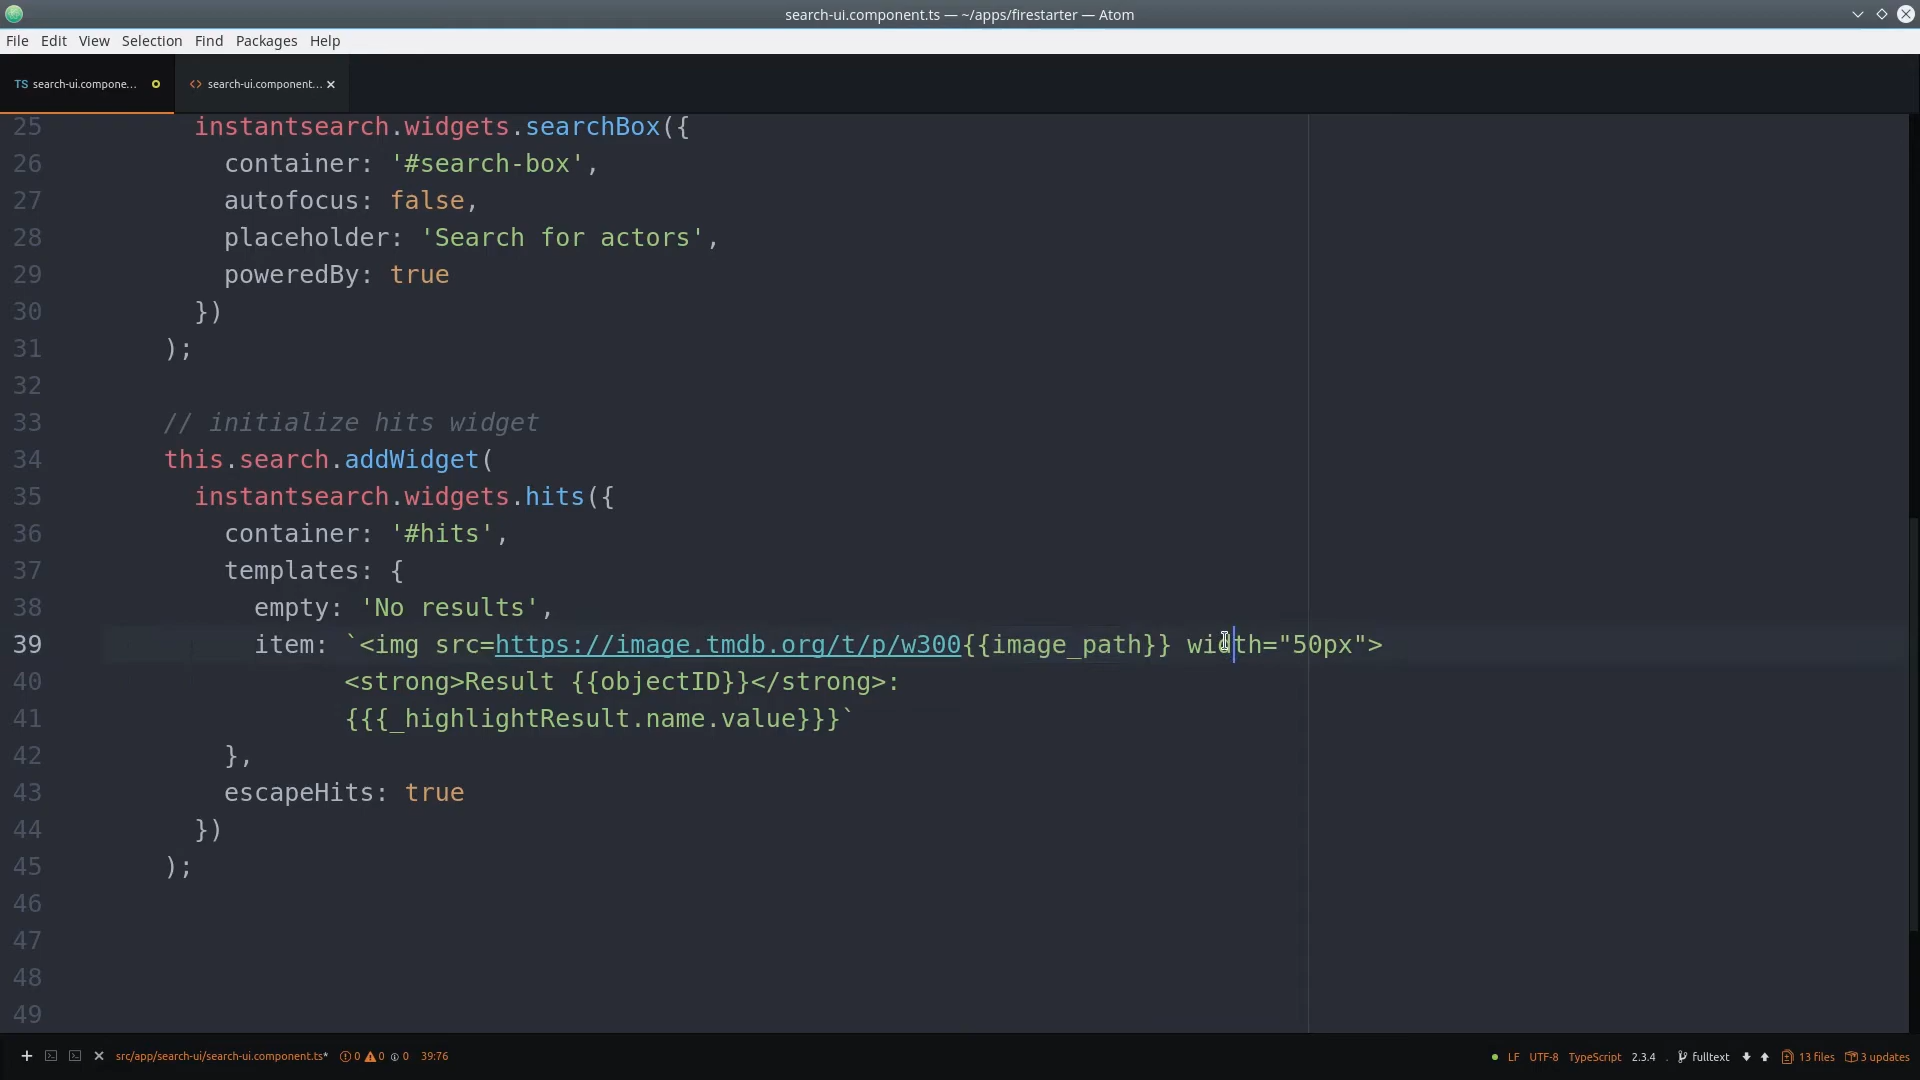 search-ui.component.ts — ~/apps/firestarter — Atom
File Edit View Selection Find Packages Help
TS search-ui.compone... <> search-ui.component... ×
25 instantsearch.widgets.searchBox({
26 container: '#search-box',
27 autofocus: false,
28 placeholder: 'Search for actors',
29 poweredBy: true
30 })
31 );
32
33 // initialize hits widget
34 this.search.addWidget(
35 instantsearch.widgets.hits({
36 container: '#hits',
37 templates: {
38 empty: 'No results',
39 item: `<img src=https://image.tmdb.org/t/p/w300{{image_path}} width="50px">
40 <strong>Result {{objectID}}</strong>:
41 {{{_highlightResult.name.value}}}`
42 },
43 escapeHits: true
44 })
45 );
46
47
48
49
src/app/search-ui/search-ui.component.ts* 0 0 0 39:76 LF UTF-8 TypeScript 2.3.4 . fulltext 13 files 3 updates